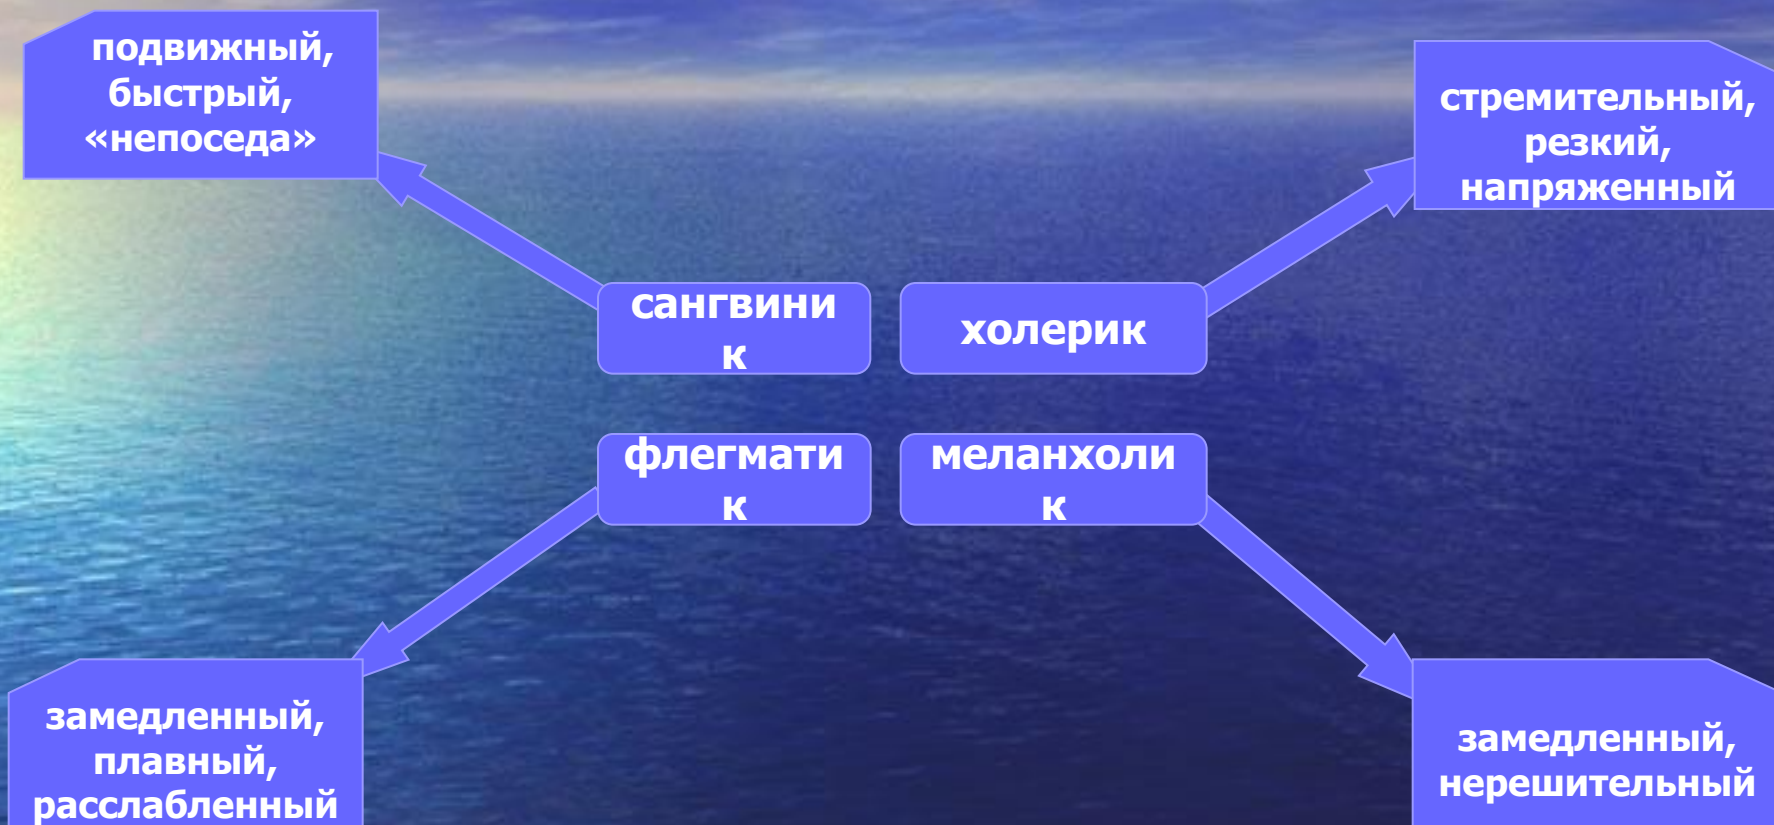 подвижный,
быстрый,
«непоседа»
стремительный,
резкий,
напряженный
сангвини
к
холерик
флегмати
к
меланхоли
к
замедленный,
плавный,
расслабленный
замедленный,
нерешительный